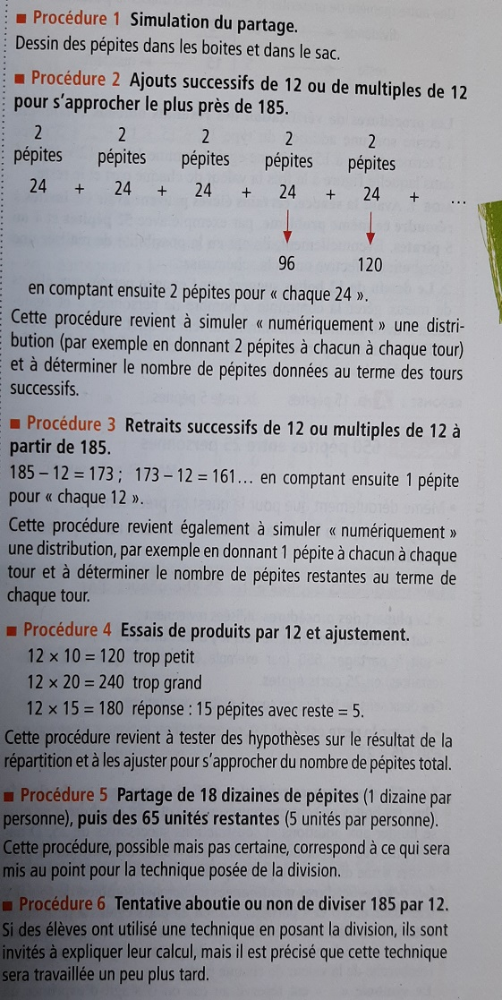 ■ Procédure 1 Simulation du partage.
Dessin des pépites dans les boites et dans le sac.
■ Procédure 2 Ajouts successifs de 12 ou de multiples de 12
pour s'approcher le plus près de 185.
2 2 2 2 2
pépites pépites pépites pépites pépites
24 + 24 + 24 + 24 + 24 + ...
96 120
en comptant ensuite 2 pépites pour « chaque 24 ».
Cette procédure revient à simuler « numériquement » une distri-
bution (par exemple en donnant 2 pépites à chacun à chaque tour)
et à déterminer le nombre de pépites données au terme des tours
successifs.
■ Procédure 3 Retraits successifs de 12 ou multiples de 12 à
partir de 185.
185 – 12 = 173 ; 173 – 12 = 161... en comptant ensuite 1 pépite
pour « chaque 12 ».
Cette procédure revient également à simuler « numériquement »
une distribution, par exemple en donnant 1 pépite à chacun à chaque
tour et à déterminer le nombre de pépites restantes au terme de
chaque tour.
■ Procédure 4 Essais de produits par 12 et ajustement.
12 × 10 = 120 trop petit
12 × 20 = 240 trop grand
12 × 15 = 180 réponse : 15 pépites avec reste = 5.
Cette procédure revient à tester des hypothèses sur le résultat de la
répartition et à les ajuster pour s'approcher du nombre de pépites total.
■ Procédure 5 Partage de 18 dizaines de pépites (1 dizaine par
personne), puis des 65 unités restantes (5 unités par personne).
Cette procédure, possible mais pas certaine, correspond à ce qui sera
mis au point pour la technique posée de la division.
■ Procédure 6 Tentative aboutie ou non de diviser 185 par 12.
Si des élèves ont utilisé une technique en posant la division, ils sont
invités à expliquer leur calcul, mais il est précisé que cette technique
sera travaillée un peu plus tard.